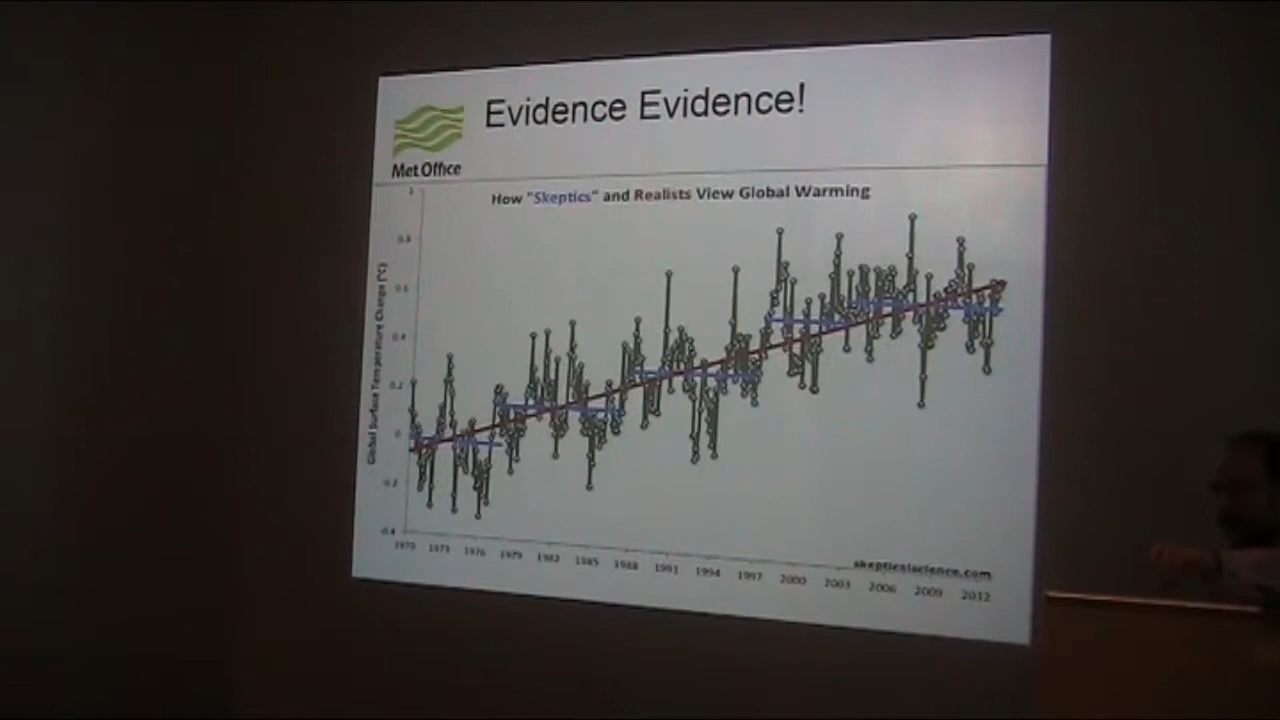 Evidence Evidence!
Met Office
How "Skeptics" and Realists View Global Warming
Global Surface Temperature Change (°C)
1
0.8
0.6
0.4
0.2
0
-0.2
-0.4
1970 1973 1976 1979 1982 1985 1988 1991 1994 1997 2000 2003 2006 2009 2012
skepticalscience.com